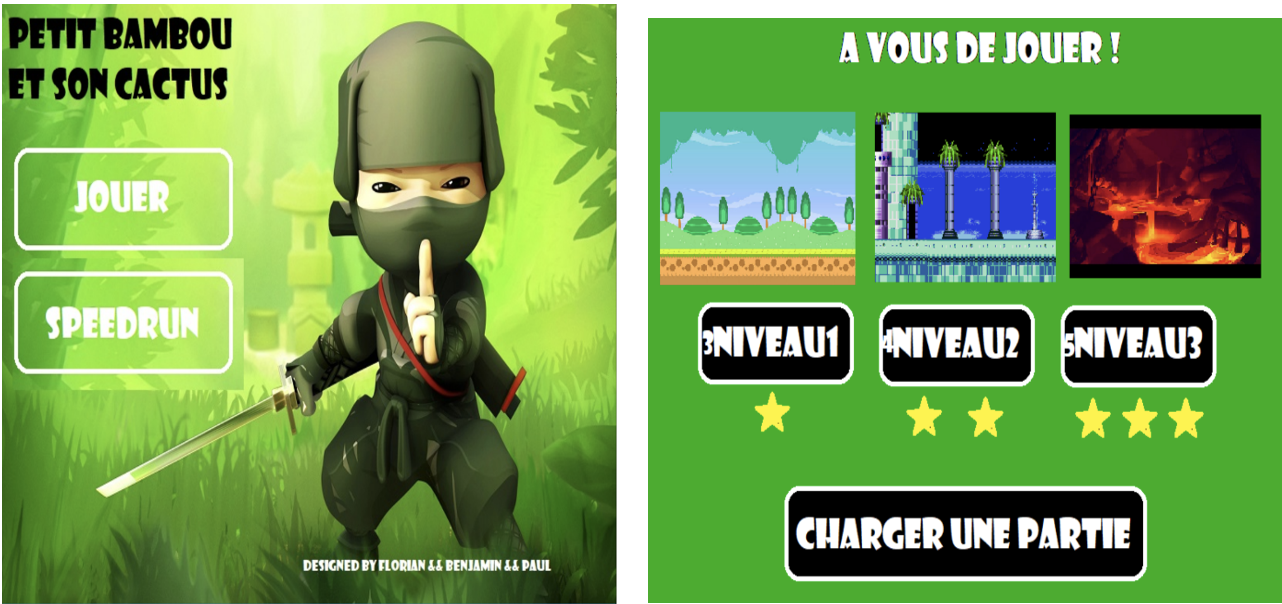 PETIT BAMBOU
ET SON CACTUS
JOUER
SPEEDRUN
DESIGNED BY FLORIAN && BENJAMIN && PAUL
A VOUS DE JOUER !
3NIVEAU1
4NIVEAU2
5NIVEAU3
CHARGER UNE PARTIE